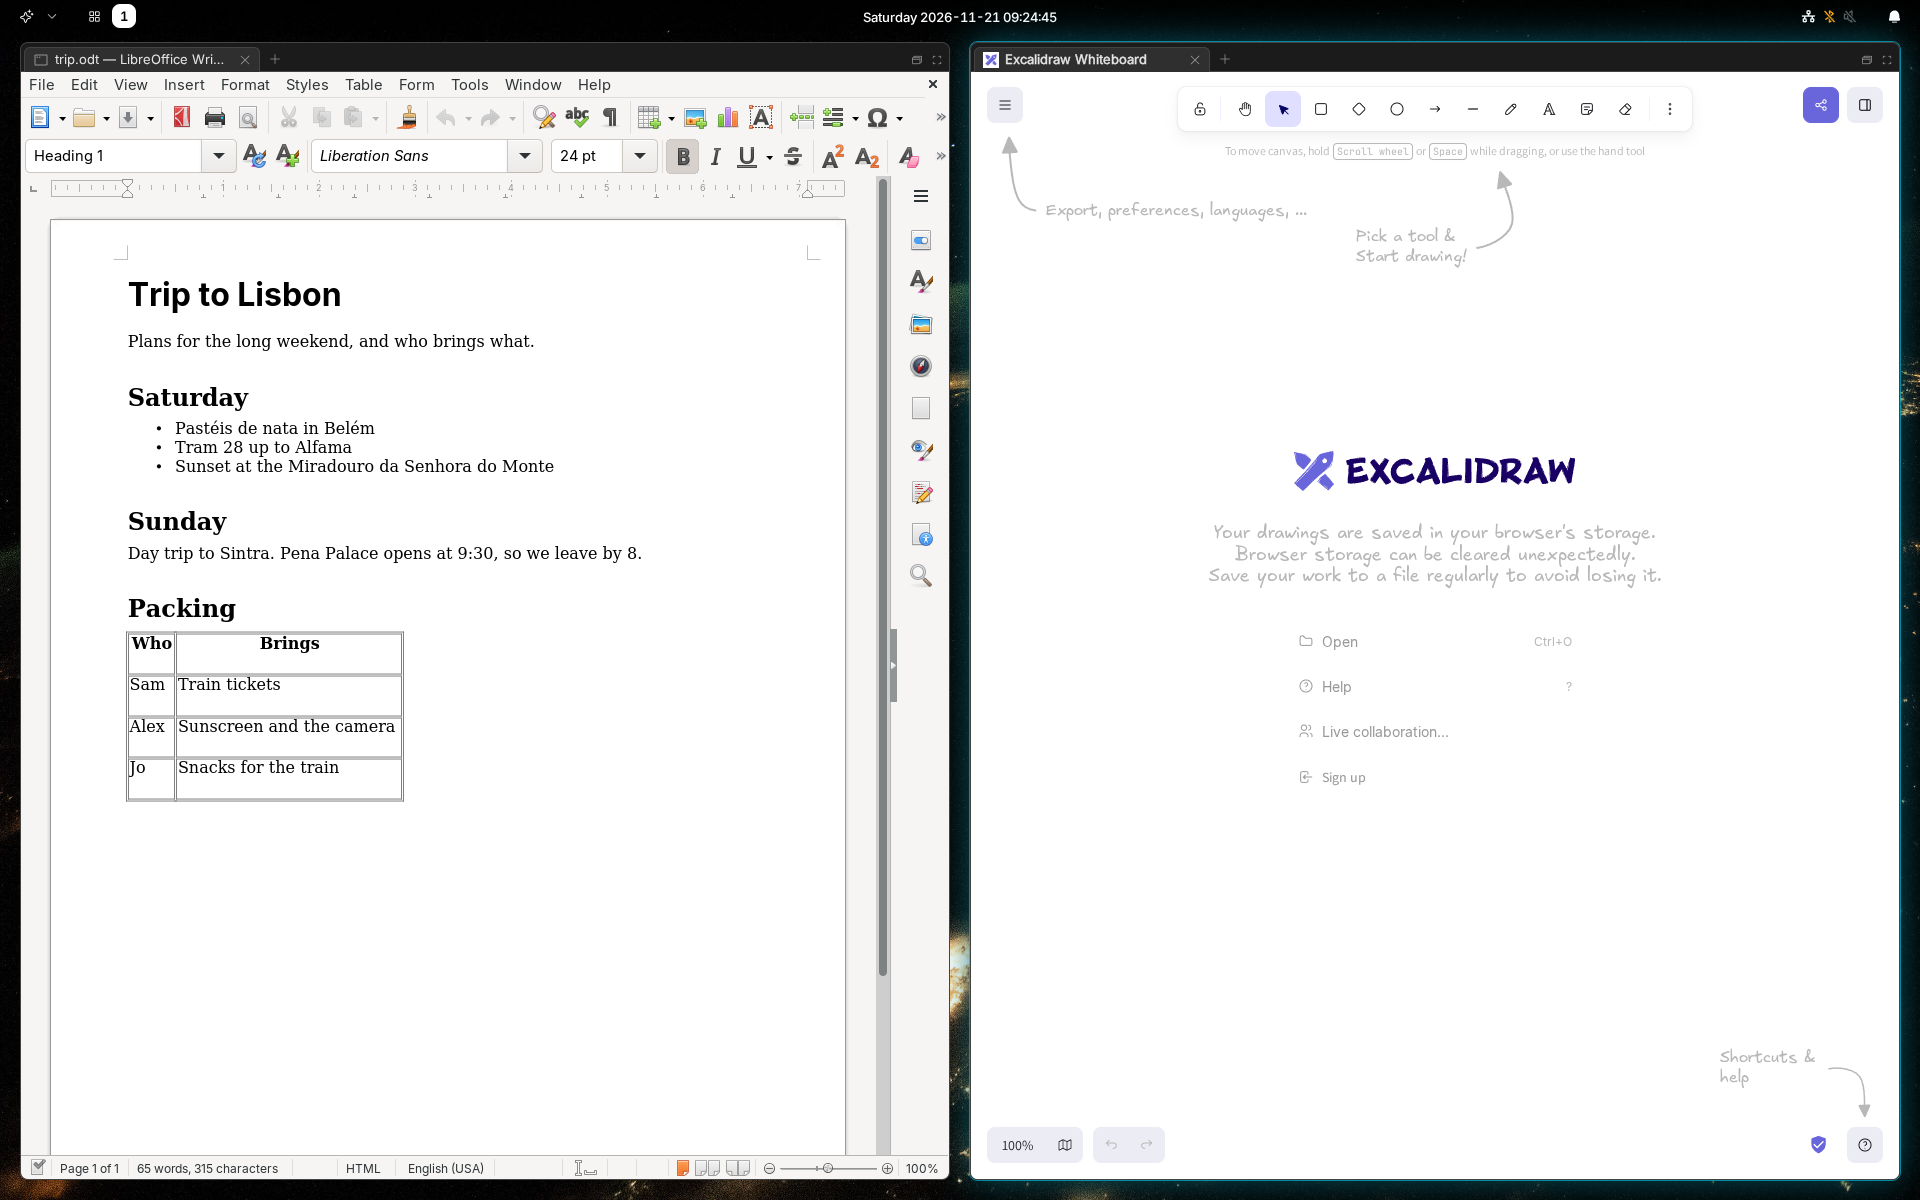 1
Saturday 2026-11-21 09:24:45
trip.odt — LibreOffice Wri...
File Edit View Insert Format Styles Table Form Tools Window Help
Heading 1
Liberation Sans
24 pt
1 2 3 4 5 6 7
Trip to Lisbon
Plans for the long weekend, and who brings what.
Saturday
• Pastéis de nata in Belém
• Tram 28 up to Alfama
• Sunset at the Miradouro da Senhora do Monte
Sunday
Day trip to Sintra. Pena Palace opens at 9:30, so we leave by 8.
Packing
Who Brings
Sam Train tickets
Alex Sunscreen and the camera
Jo Snacks for the train
Page 1 of 1 65 words, 315 characters HTML English (USA) 100%
Excalidraw Whiteboard
To move canvas, hold Scroll wheel or Space while dragging, or use the hand tool
Export, preferences, languages, ...
Pick a tool &
Start drawing!
EXCALIDRAW
Your drawings are saved in your browser's storage.
Browser storage can be cleared unexpectedly.
Save your work to a file regularly to avoid losing it.
Open Ctrl+O
Help ?
Live collaboration...
Sign up
Shortcuts &
help
100%